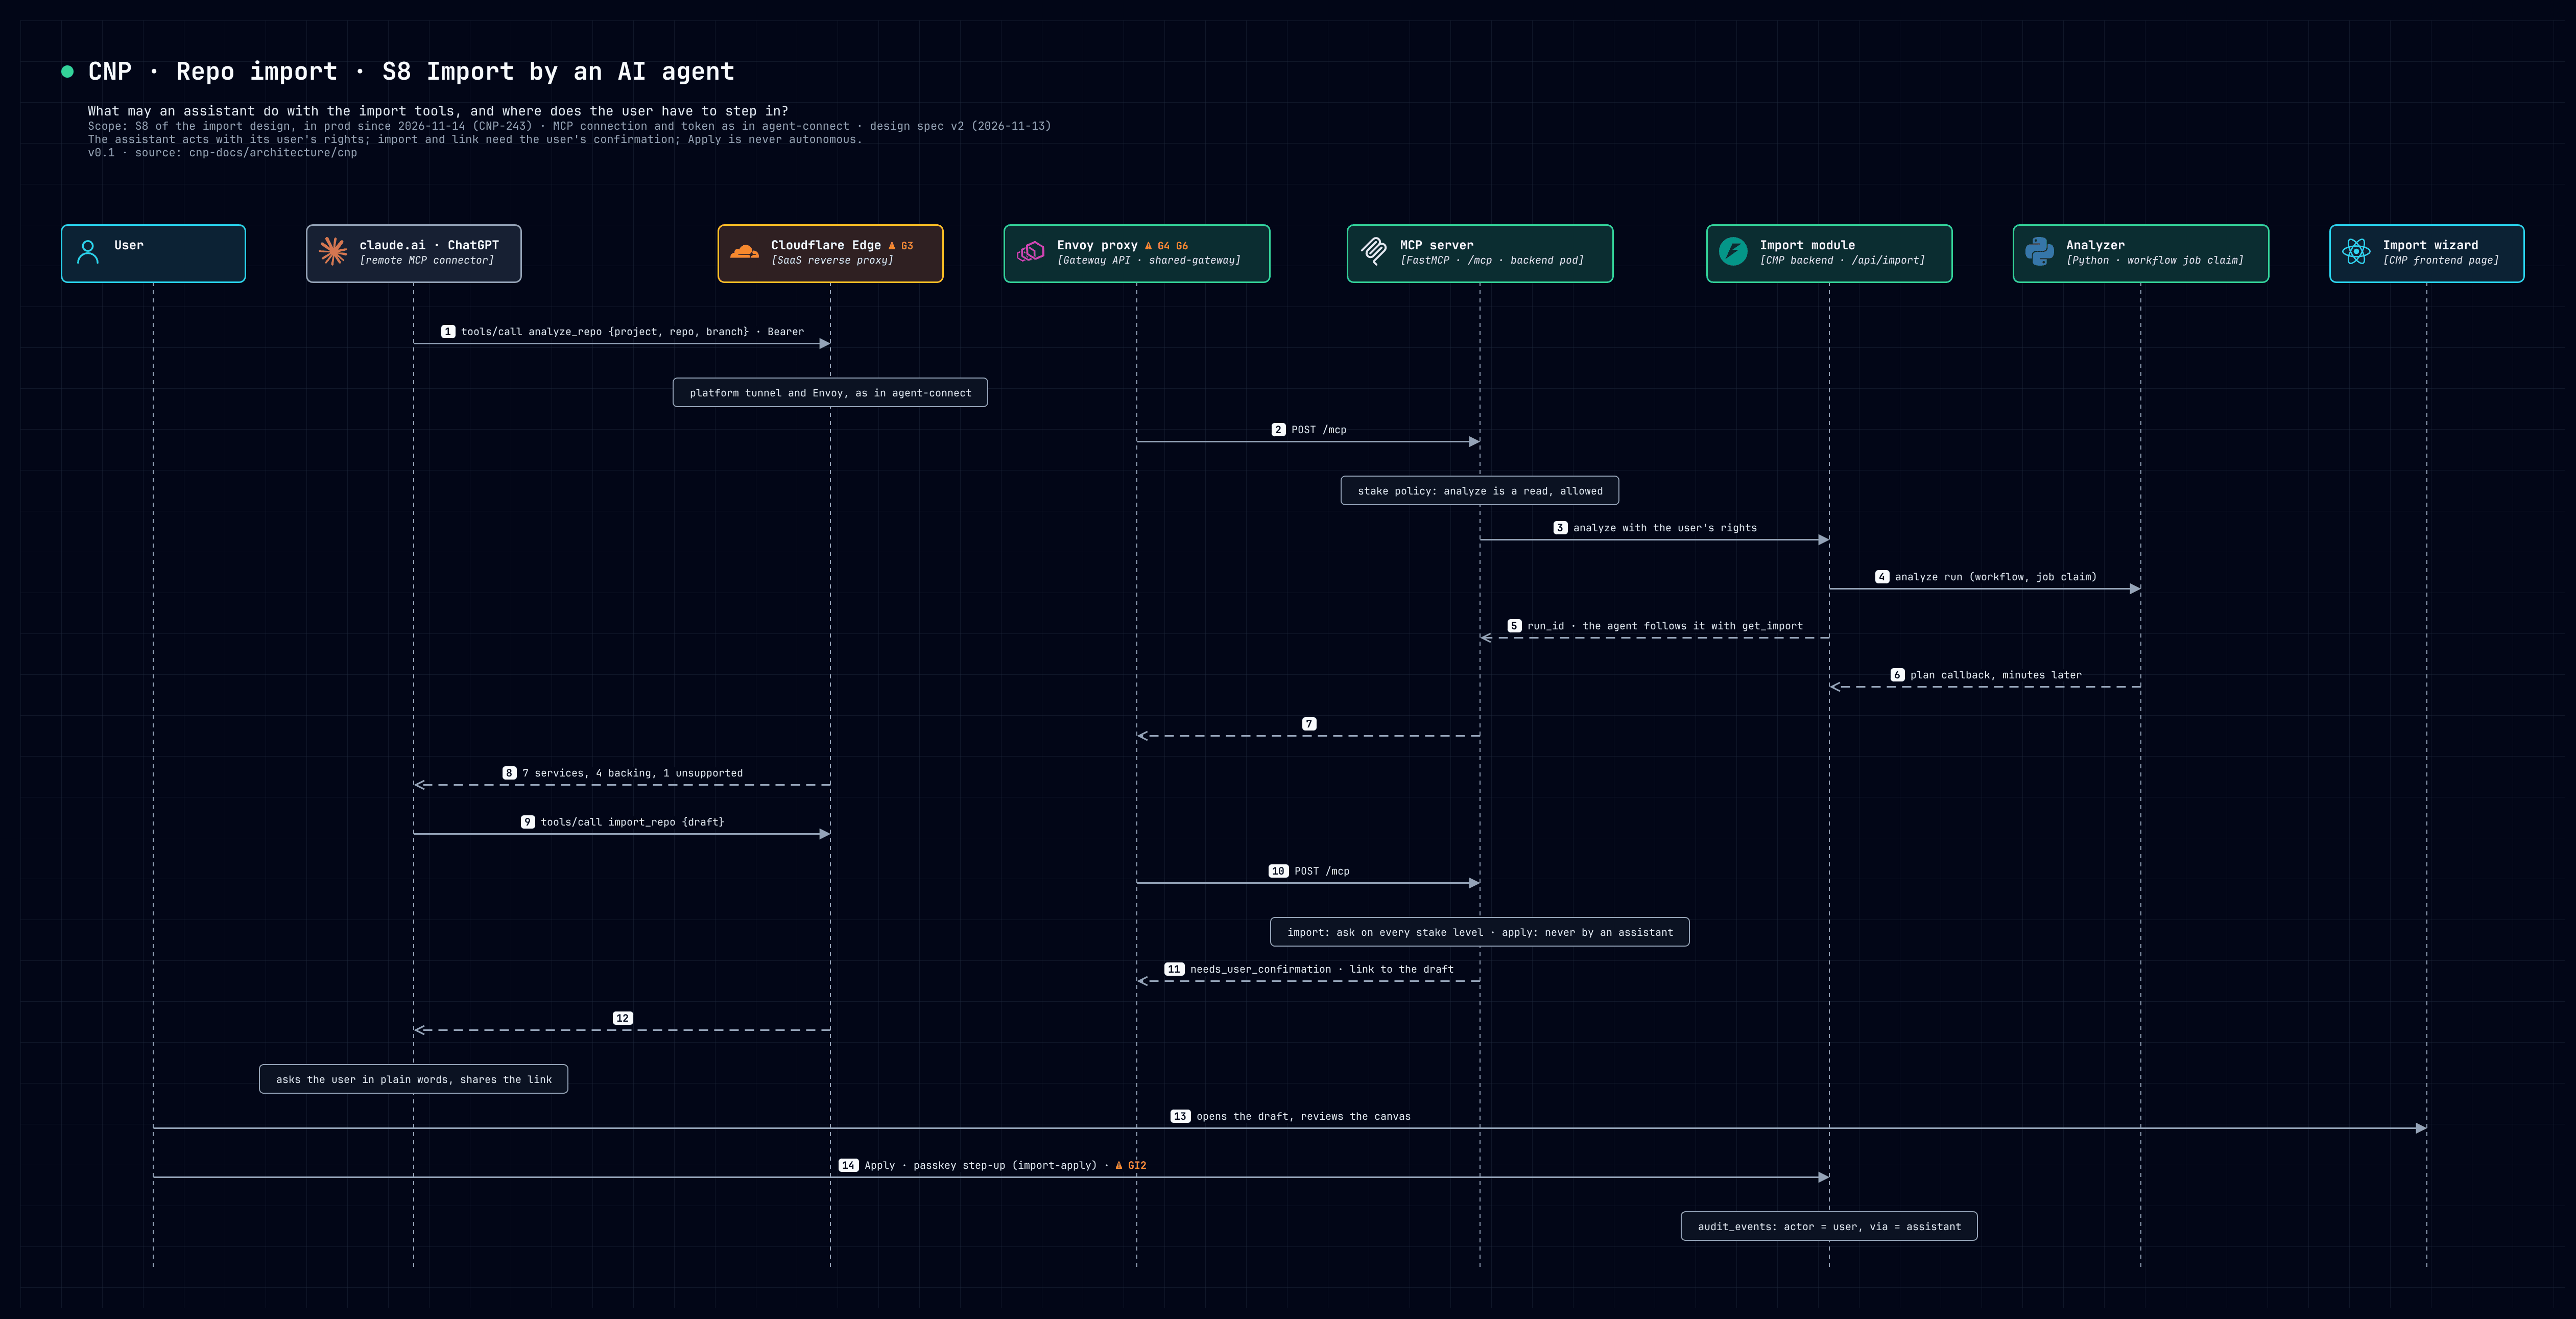 CNP · Repo import · S8 Import by an AI agent
What may an assistant do with the import tools, and where does the user have to step in?
Scope: S8 of the import design, in prod since 2026-11-14 (CNP-243) · MCP connection and token as in agent-connect · design spec v2 (2026-11-13)
The assistant acts with its user's rights; import and link need the user's confirmation; Apply is never autonomous.
v0.1 · source: cnp-docs/architecture/cnp
User
claude.ai · ChatGPT
[remote MCP connector]
Cloudflare Edge ▲ G3
[SaaS reverse proxy]
Envoy proxy ▲ G4 G6
[Gateway API · shared-gateway]
MCP server
[FastMCP · /mcp · backend pod]
Import module
[CMP backend · /api/import]
Analyzer
[Python · workflow job claim]
Import wizard
[CMP frontend page]
1 tools/call analyze_repo {project, repo, branch} · Bearer
platform tunnel and Envoy, as in agent-connect
2 POST /mcp
stake policy: analyze is a read, allowed
3 analyze with the user's rights
4 analyze run (workflow, job claim)
5 run_id · the agent follows it with get_import
6 plan callback, minutes later
7
8 7 services, 4 backing, 1 unsupported
9 tools/call import_repo {draft}
10 POST /mcp
import: ask on every stake level · apply: never by an assistant
11 needs_user_confirmation · link to the draft
12
asks the user in plain words, shares the link
13 opens the draft, reviews the canvas
14 Apply · passkey step-up (import-apply) · ▲ GI2
audit_events: actor = user, via = assistant